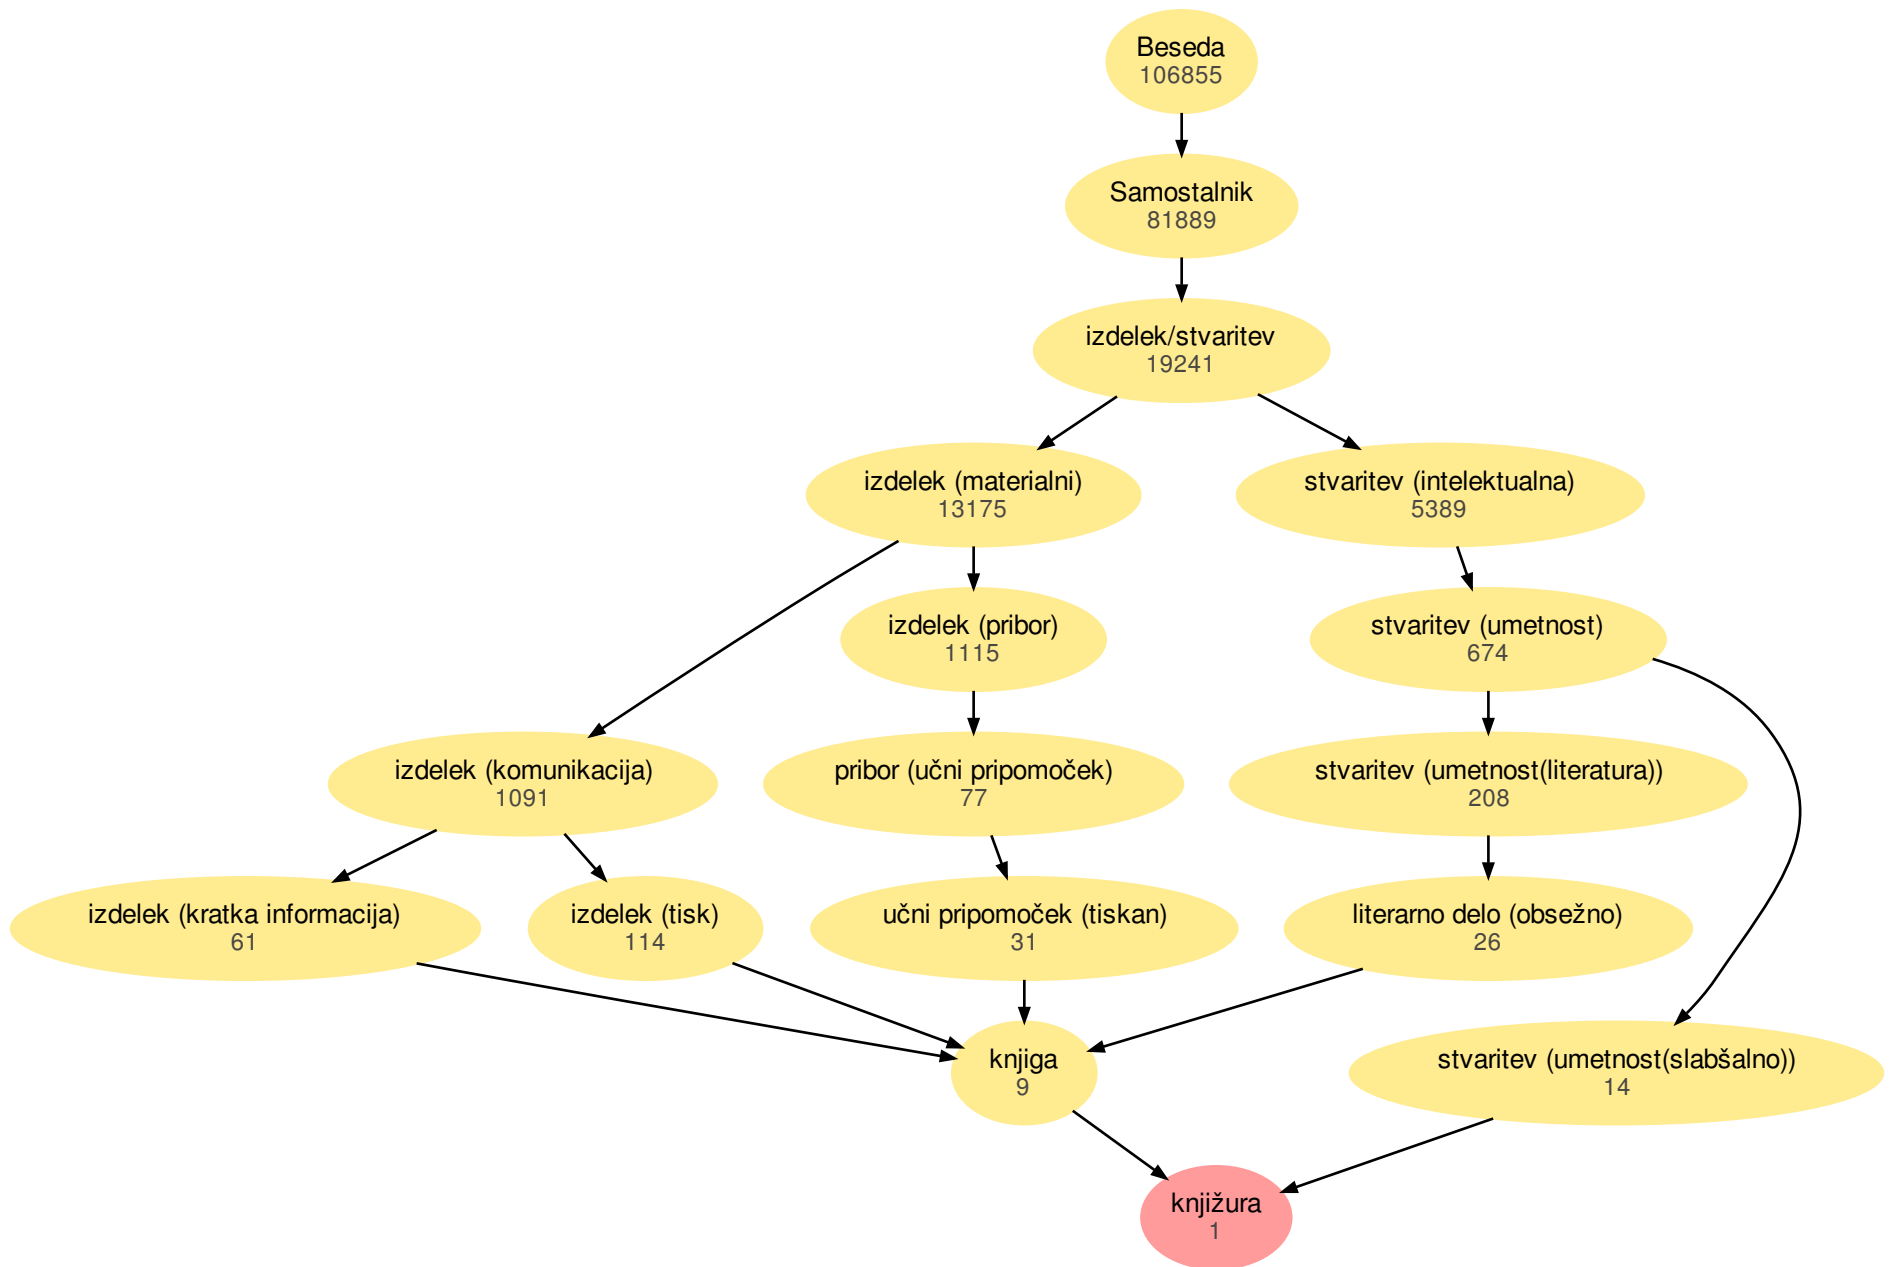 Beseda
106855
Samostalnik
81889
izdelek/stvaritev
19241
izdelek (materialni)
13175
stvaritev (intelektualna)
5389
izdelek (pribor)
1115
stvaritev (umetnost)
674
izdelek (komunikacija)
1091
pribor (učni pripomoček)
77
stvaritev (umetnost(literatura))
208
izdelek (kratka informacija)
61
izdelek (tisk)
114
učni pripomoček (tiskan)
31
literarno delo (obsežno)
26
knjiga
9
stvaritev (umetnost(slabšalno))
14
knjižura
1